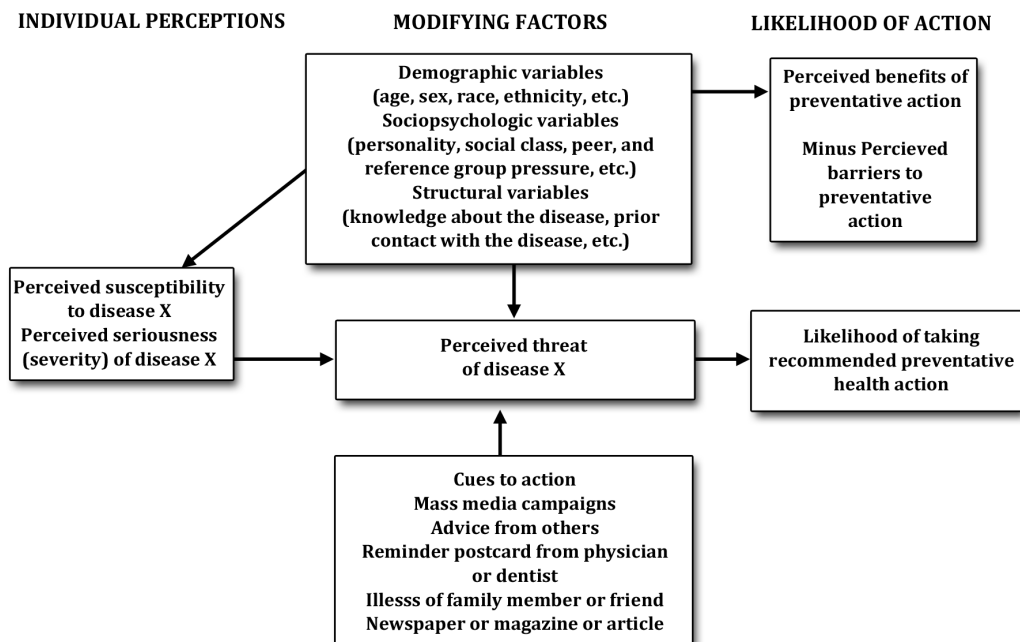 INDIVIDUAL PERCEPTIONS
MODIFYING FACTORS
LIKELIHOOD OF ACTION
Demographic variables
(age, sex, race, ethnicity, etc.)
Sociopsychologic variables
(personality, social class, peer, and
reference group pressure, etc.)
Structural variables
(knowledge about the disease, prior
contact with the disease, etc.)
Perceived benefits of
preventative action
Minus Percieved
barriers to
preventative
action
Perceived susceptibility
to disease X
Perceived seriousness
(severity) of disease X
Perceived threat
of disease X
Likelihood of taking
recommended preventative
health action
Cues to action
Mass media campaigns
Advice from others
Reminder postcard from physician
or dentist
Illesss of family member or friend
Newspaper or magazine or article